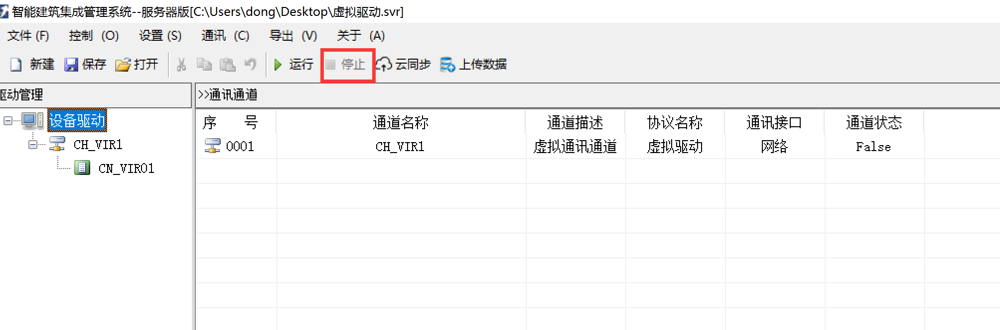 智能建筑集成管理系统--服务器版[C:\Users\dong\Desktop\虚拟驱动.svr]
文件 (F) 控制 (O) 设置 (S) 通讯 (C) 导出 (V) 关于 (A)
新建 保存 打开 运行 停止 云同步 上传数据
驱动管理 >>通讯通道
设备驱动
CH_VIR1
CN_VIR01
序 号 通道名称 通道描述 协议名称 通讯接口 通道状态
0001 CH_VIR1 虚拟通讯通道 虚拟驱动 网络 False